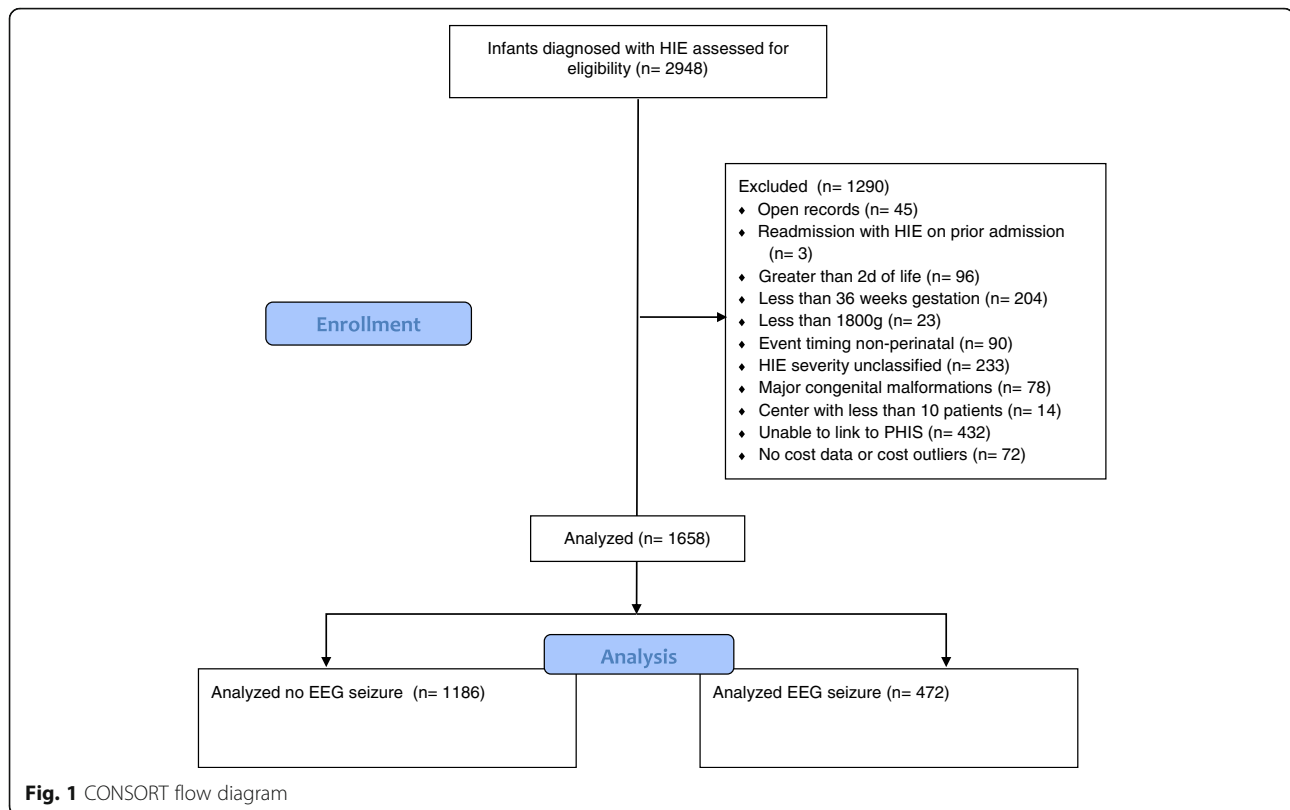 Infants diagnosed with HIE assessed for
eligibility (n= 2948)
Excluded (n= 1290)
♦ Open records (n= 45)
♦ Readmission with HIE on prior admission
(n= 3)
♦ Greater than 2d of life (n= 96)
♦ Less than 36 weeks gestation (n= 204)
♦ Less than 1800g (n= 23)
♦ Event timing non-perinatal (n= 90)
♦ HIE severity unclassified (n= 233)
♦ Major congenital malformations (n= 78)
♦ Center with less than 10 patients (n= 14)
♦ Unable to link to PHIS (n= 432)
♦ No cost data or cost outliers (n= 72)
Enrollment
Analyzed (n= 1658)
Analysis
Analyzed no EEG seizure (n= 1186)
Analyzed EEG seizure (n= 472)
Fig. 1 CONSORT flow diagram